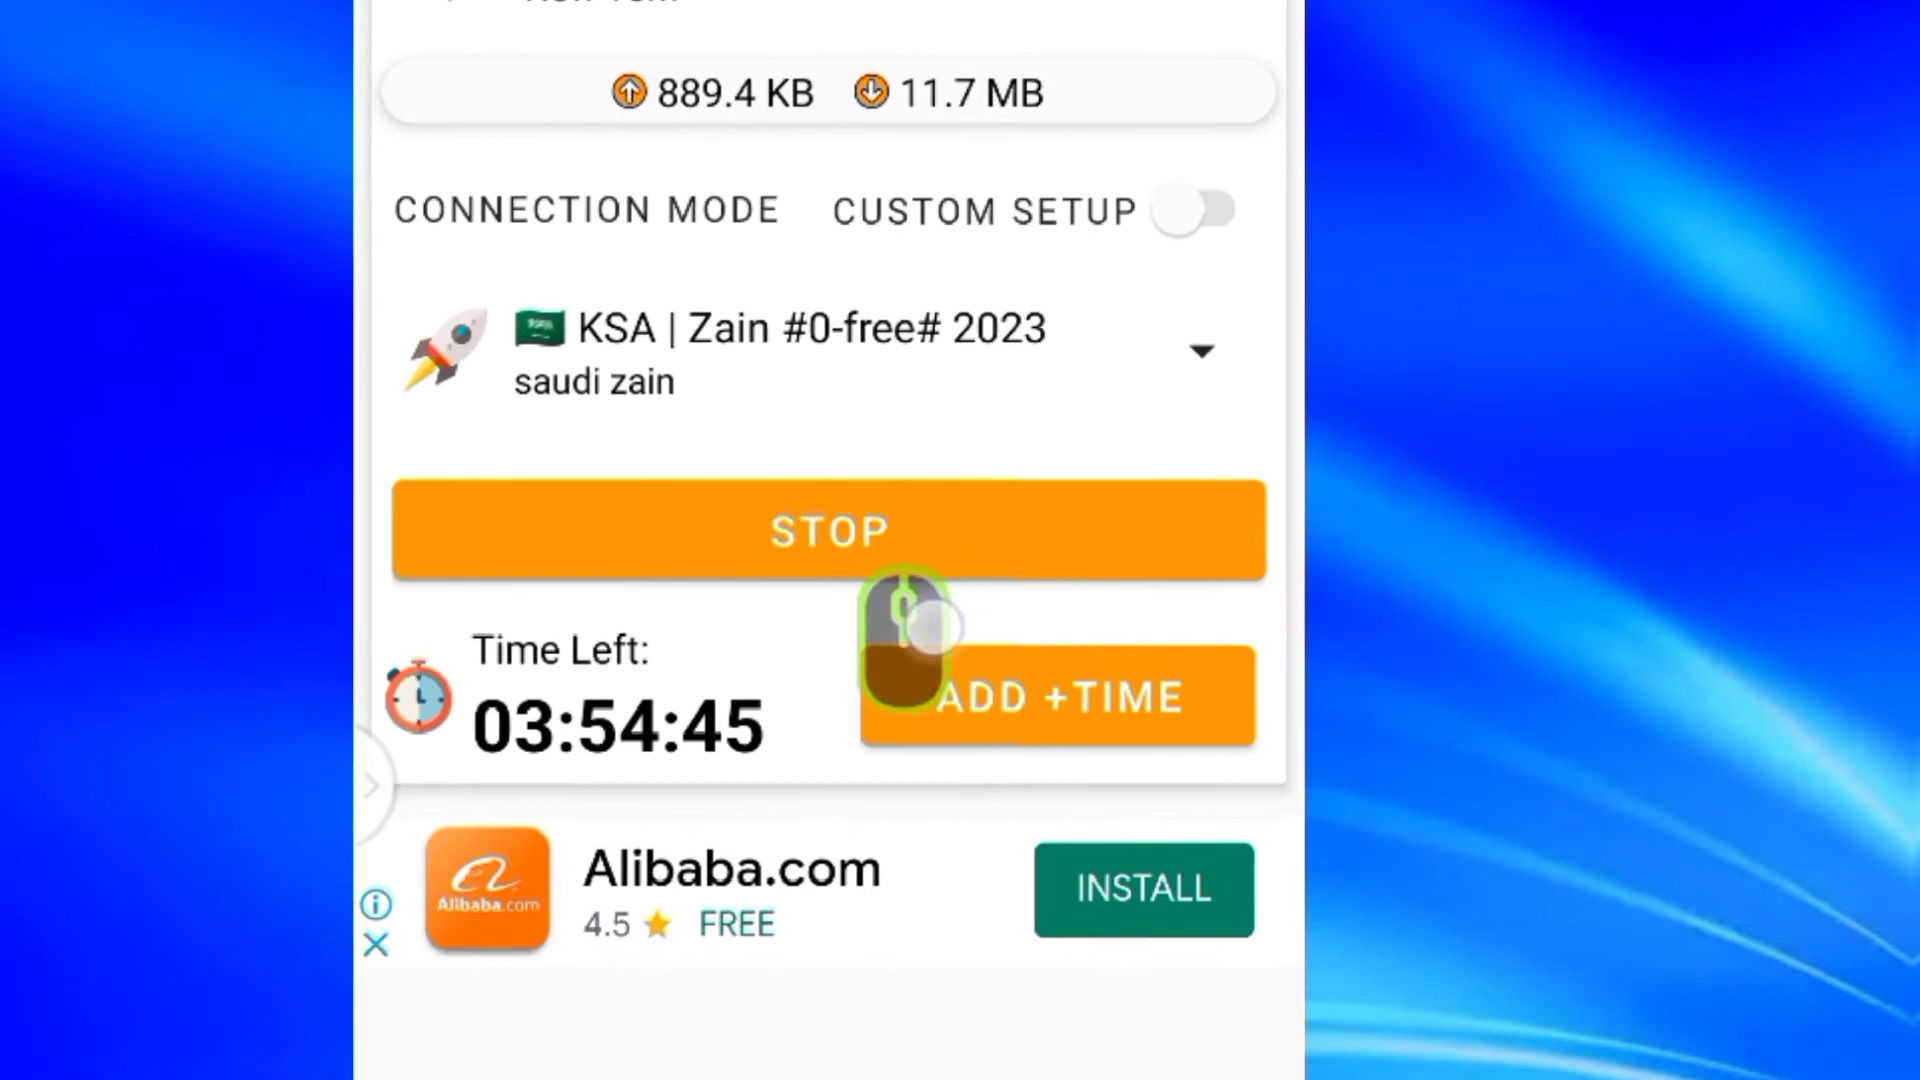 889.4 KB 11.7 MB
CONNECTION MODE CUSTOM SETUP
KSA | Zain #0-free# 2023
saudi zain
STOP
Time Left:
03:54:45
ADD +TIME
Alibaba.com
Alibaba.com
4.5 FREE
INSTALL